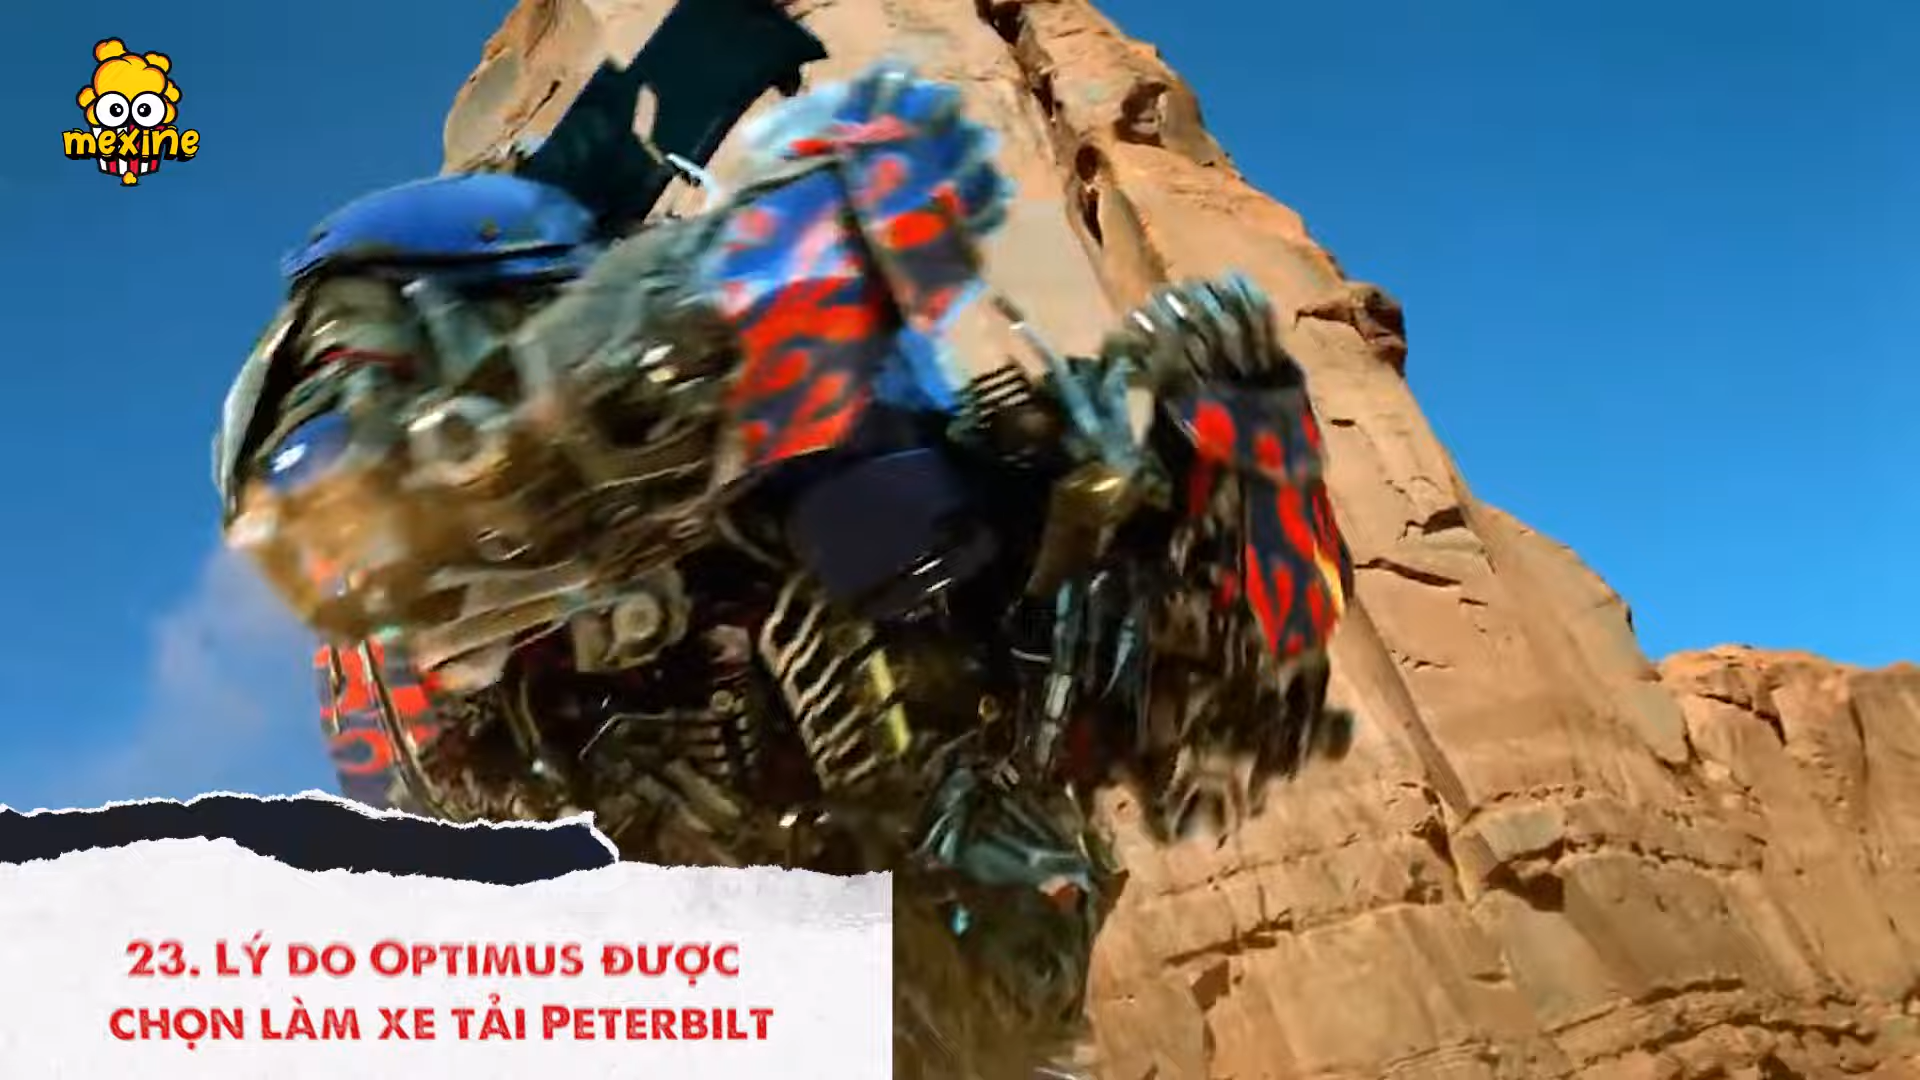 mexine
23. Lý do Optimus được
chọn làm xe tải Peterbilt